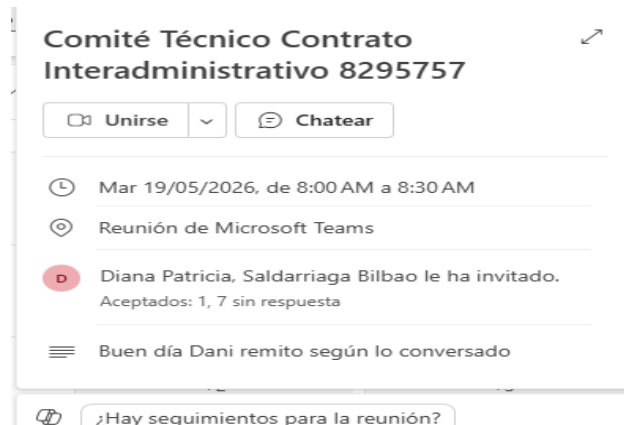 Comité Técnico Contrato
Interadministrativo 8295757
Unirse
Chatear
Mar 19/05/2026, de 8:00 AM a 8:30 AM
Reunión de Microsoft Teams
D
Diana Patricia, Saldarriaga Bilbao le ha invitado.
Aceptados: 1, 7 sin respuesta
Buen día Dani remito según lo conversado
¿Hay seguimientos para la reunión?